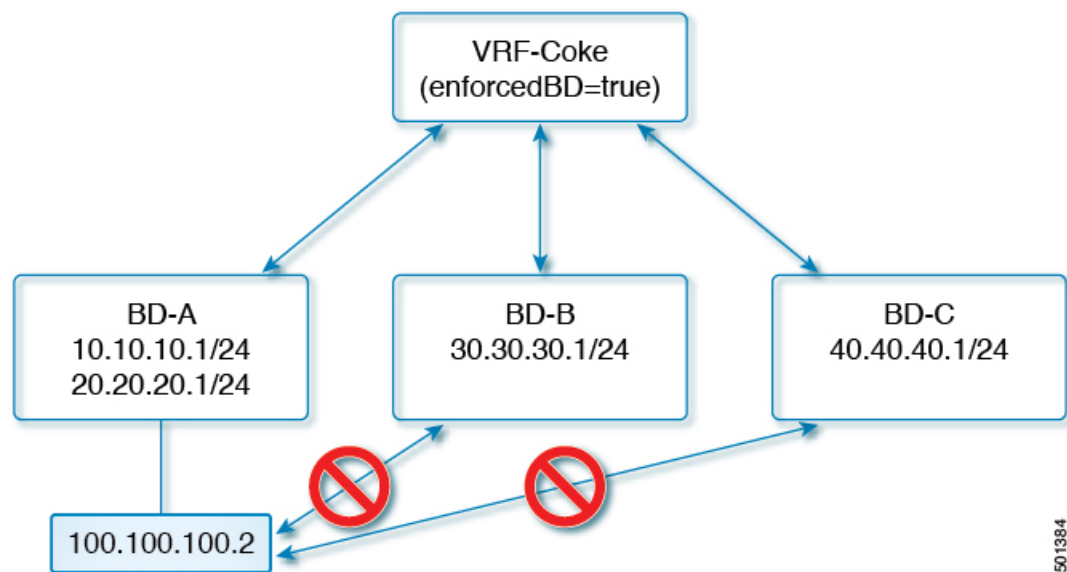 VRF-Coke
(enforcedBD=true)
BD-A
10.10.10.1/24
20.20.20.1/24
BD-B
30.30.30.1/24
BD-C
40.40.40.1/24
100.100.100.2
501384